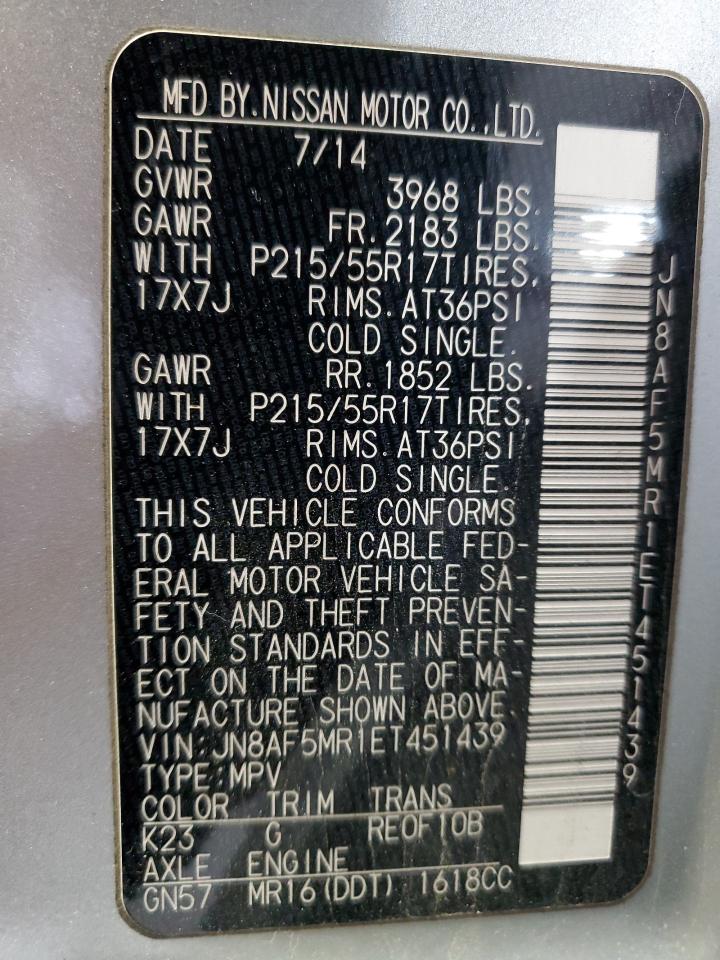 MFD BY.NISSAN MOTOR CO.,LTD.
DATE 7/14
GVWR 3968 LBS.
GAWR FR.2183 LBS.
WITH P215/55R17TIRES,
17X7J RIMS.AT36PSI
COLD SINGLE.
GAWR RR.1852 LBS.
WITH P215/55R17TIRES,
17X7J RIMS.AT36PSI
COLD SINGLE.
THIS VEHICLE CONFORMS
TO ALL APPLICABLE FED-
ERAL MOTOR VEHICLE SA-
FETY AND THEFT PREVEN-
TION STANDARDS IN EFF-
ECT ON THE DATE OF MA-
NUFACTURE SHOWN ABOVE.
VIN:JN8AF5MR1ET451439
TYPE:MPV
COLOR TRIM TRANS
K23 G RE0F10B
AXLE ENGINE
GN57 MR16(DDT) 1618CC
JN8AF5MR1ET451439